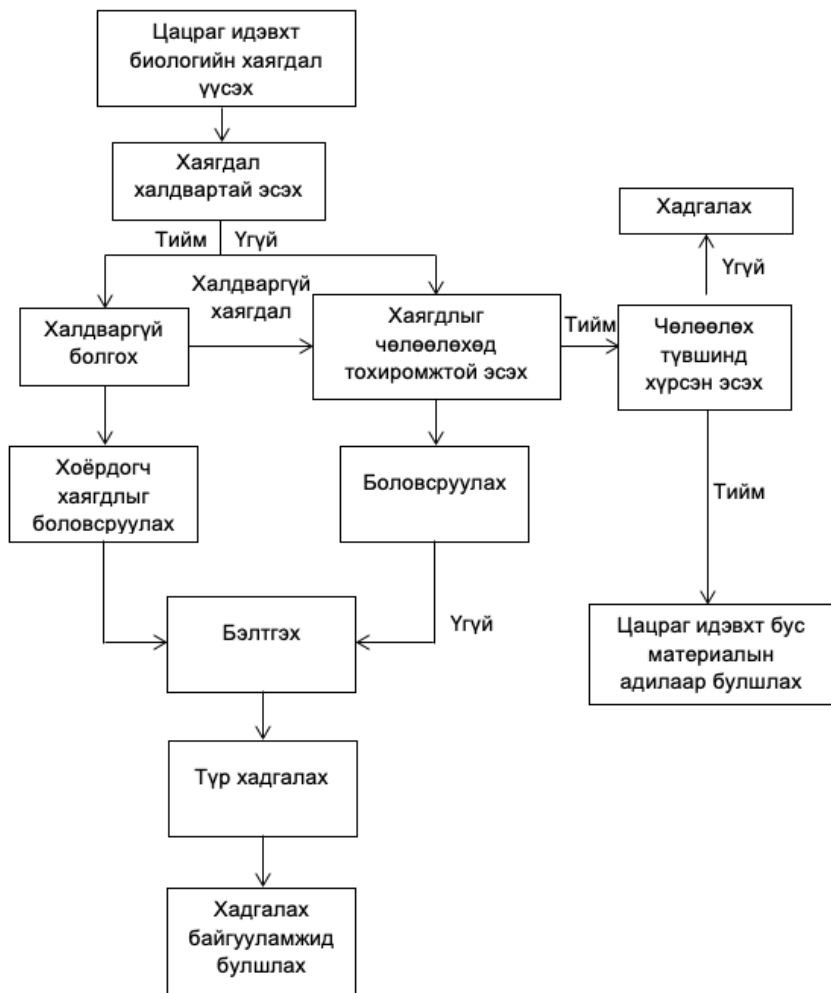 Цацраг идэвхт
биологийн хаягдал
үүсэх
Хаягдал
халдвартай эсэх
Хадгалах
Тийм
Үгүй
Үгүй
Халдваргүй
хаягдал
Халдваргүй
болгох
Хаягдлыг
чөлөөлөхөд
тохиромжтой эсэх
Тийм
Чөлөөлөх
түвшинд
хүрсэн эсэх
Хоёрдогч
хаягдлыг
боловсруулах
Боловсруулах
Тийм
Бэлтгэх
Үгүй
Цацраг идэвхт бус
материалын
адилаар булшлах
Түр хадгалах
Хадгалах
байгууламжид
булшлах